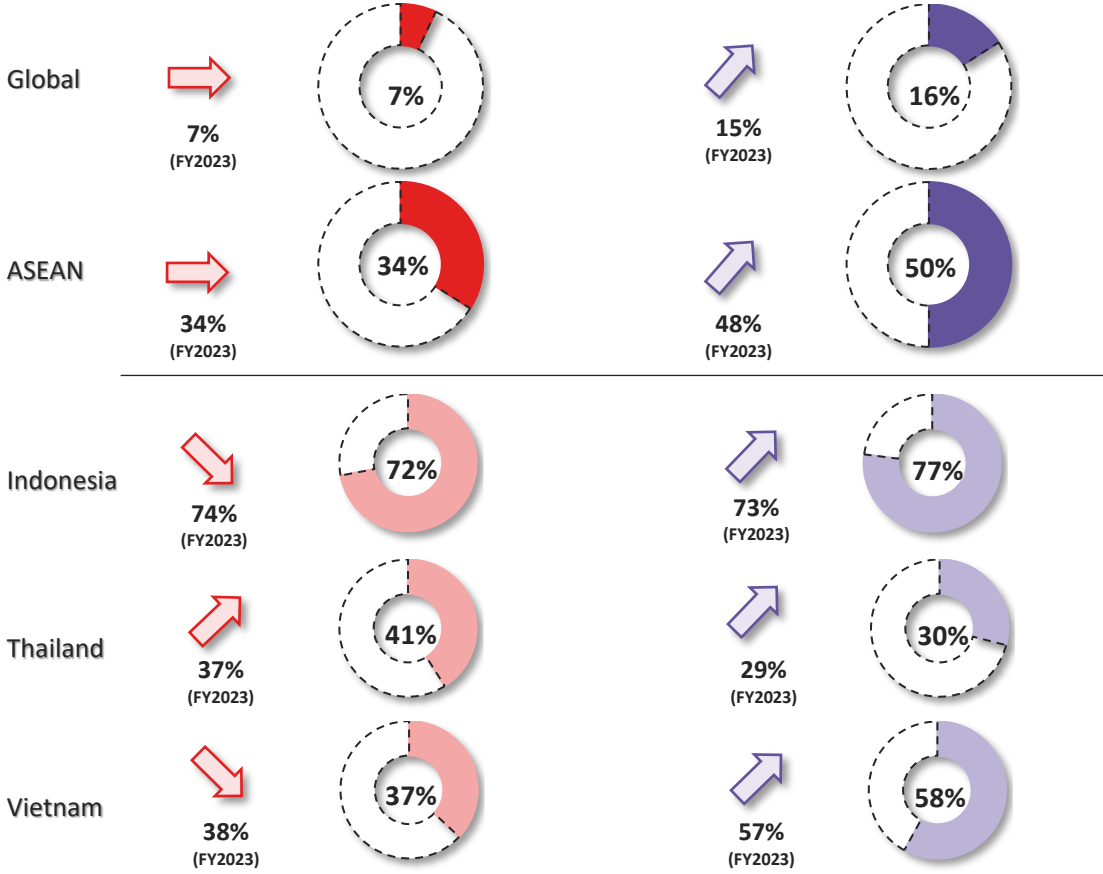 Global
7%
(FY2023)
7%
15%
(FY2023)
16%
ASEAN
34%
(FY2023)
34%
48%
(FY2023)
50%
Indonesia
74%
(FY2023)
72%
73%
(FY2023)
77%
Thailand
37%
(FY2023)
41%
29%
(FY2023)
30%
Vietnam
38%
(FY2023)
37%
57%
(FY2023)
58%